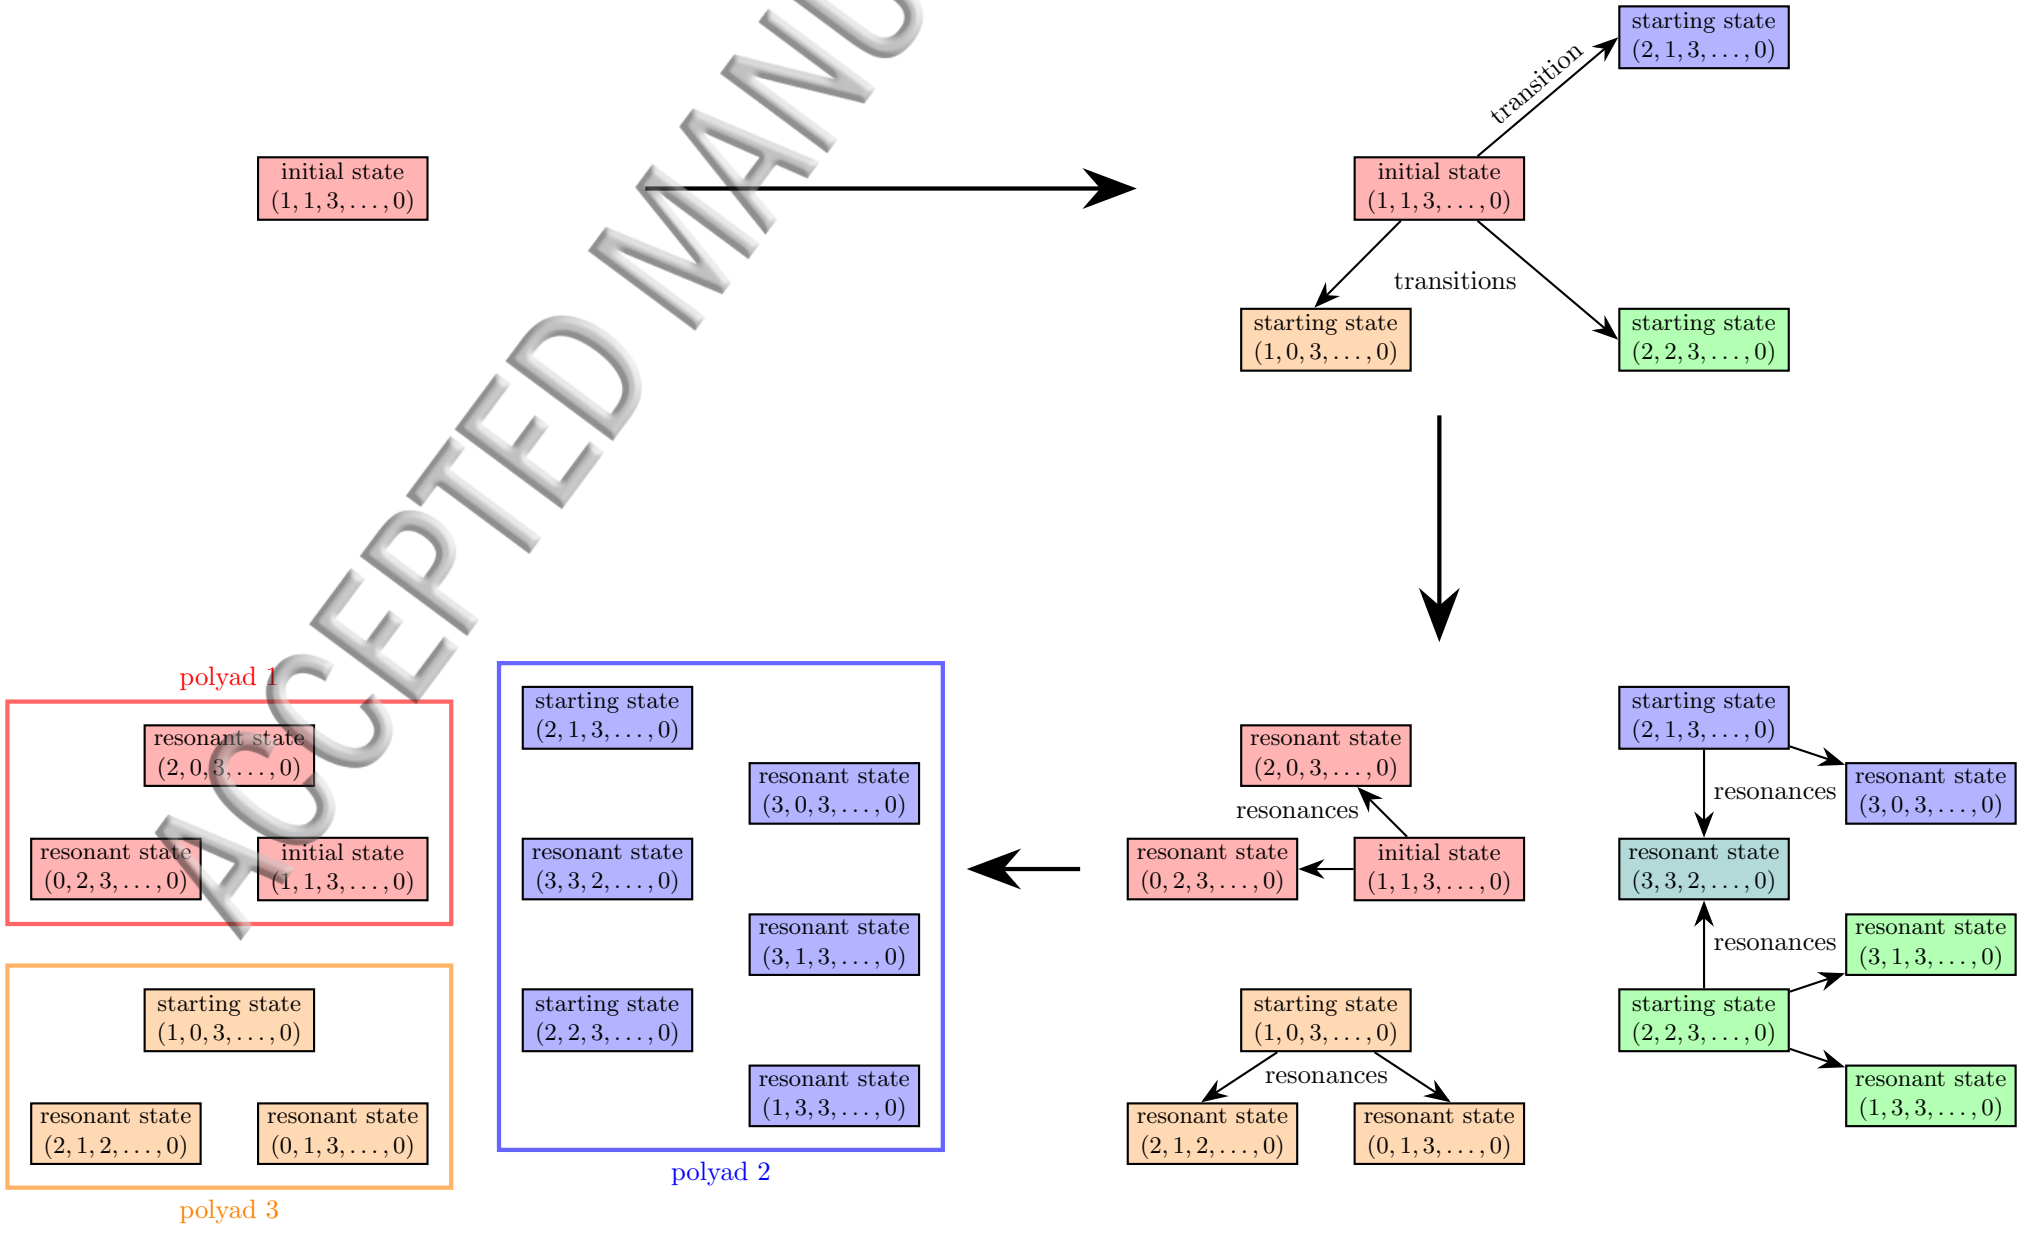 initial state
(1, 1, 3, . . . , 0)
starting state
(2, 1, 3, . . . , 0)
transition
initial state
(1, 1, 3, . . . , 0)
transitions
starting state
(1, 0, 3, . . . , 0)
starting state
(2, 2, 3, . . . , 0)
ACCEPTED MANU
polyad 1
resonant state
(2, 0, 3, . . . , 0)
resonant state
(0, 2, 3, . . . , 0)
initial state
(1, 1, 3, . . . , 0)
starting state
(1, 0, 3, . . . , 0)
resonant state
(2, 1, 2, . . . , 0)
resonant state
(0, 1, 3, . . . , 0)
polyad 3
starting state
(2, 1, 3, . . . , 0)
resonant state
(3, 0, 3, . . . , 0)
resonant state
(3, 3, 2, . . . , 0)
resonant state
(3, 1, 3, . . . , 0)
starting state
(2, 2, 3, . . . , 0)
resonant state
(1, 3, 3, . . . , 0)
polyad 2
resonant state
(2, 0, 3, . . . , 0)
resonances
resonant state
(0, 2, 3, . . . , 0)
initial state
(1, 1, 3, . . . , 0)
starting state
(1, 0, 3, . . . , 0)
resonances
resonant state
(2, 1, 2, . . . , 0)
resonant state
(0, 1, 3, . . . , 0)
starting state
(2, 1, 3, . . . , 0)
resonances
resonant state
(3, 0, 3, . . . , 0)
resonant state
(3, 3, 2, . . . , 0)
resonances
resonant state
(3, 1, 3, . . . , 0)
starting state
(2, 2, 3, . . . , 0)
resonant state
(1, 3, 3, . . . , 0)